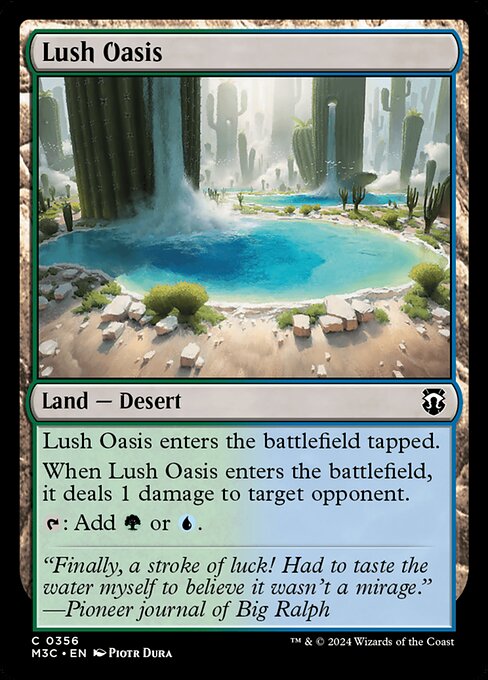 Lush Oasis
Land — Desert
Lush Oasis enters the battlefield tapped.
When Lush Oasis enters the battlefield,
it deals 1 damage to target opponent.
: Add or .
“Finally, a stroke of luck! Had to taste the
water myself to believe it wasn’t a mirage.”
—Pioneer journal of Big Ralph
C 0356
M3C • EN Piotr Dura
™ & © 2024 Wizards of the Coast